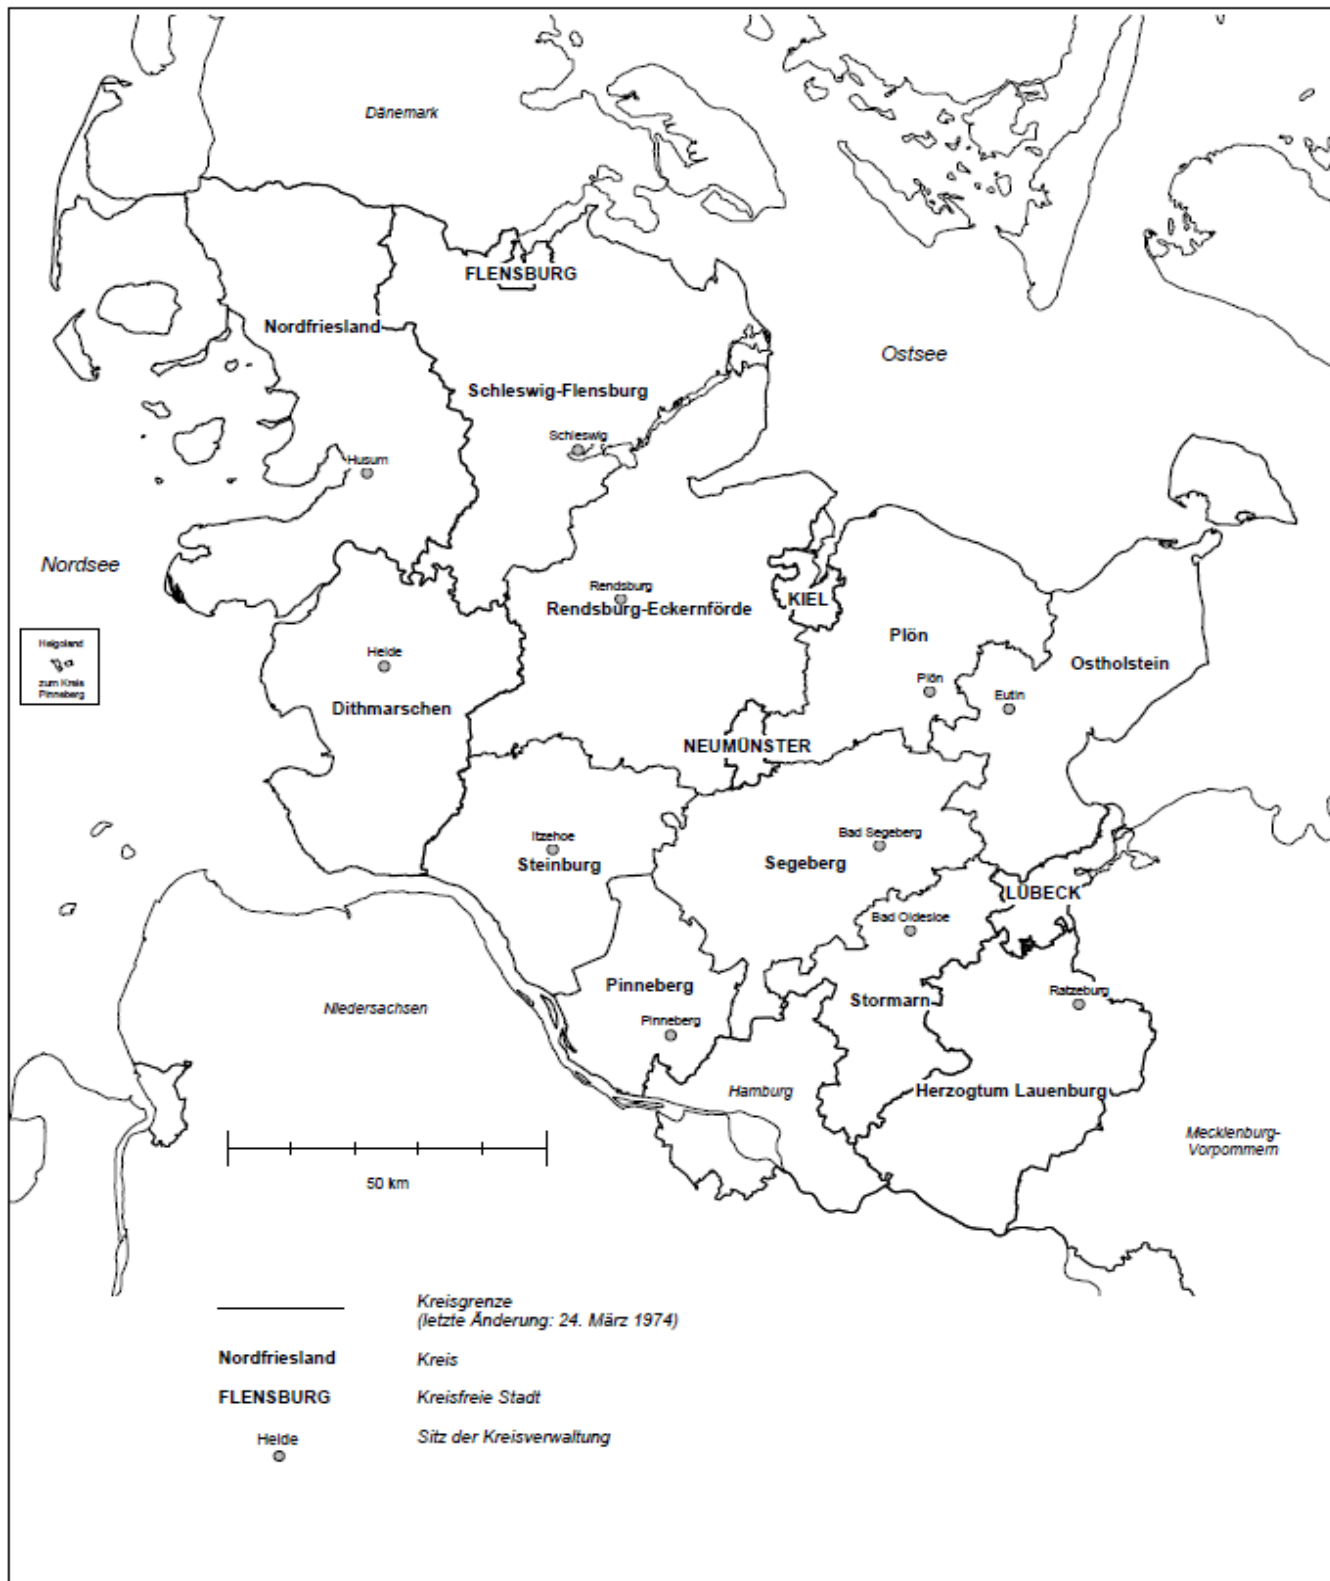 Dänemark
FLENSBURG
Nordfriesland
Ostsee
Schleswig-Flensburg
Schleswig
Husum
Nordsee
Rendsburg
Rendsburg-Eckernförde
KIEL
Plön
Helgoland
zum Kreis
Pinneberg
Heide
Ostholstein
Plön
Eutin
Dithmarschen
NEUMÜNSTER
Itzehoe
Steinburg
Bad Segeberg
Segeberg
LÜBECK
Bad Oldesloe
Pinneberg
Niedersachsen
Stormarn
Ratzeburg
Pinneberg
Hamburg
Herzogtum Lauenburg
Mecklenburg-
Vorpommern
50 km
Kreisgrenze
(letzte Änderung: 24. März 1974)
Nordfriesland Kreis
FLENSBURG Kreisfreie Stadt
Heide Sitz der Kreisverwaltung